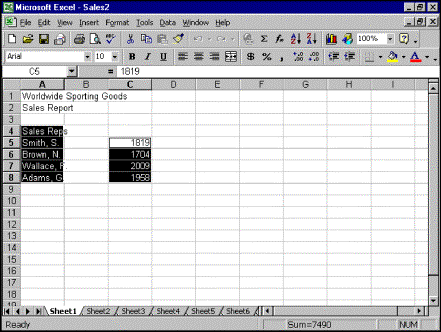 Microsoft Excel - Sales2
File Edit View Insert Format Tools Data Window Help
100%
Arial 10 B I U
C5 = 1819
A B C D E F G H I
1 Worldwide Sporting Goods
2 Sales Report
3
4 Sales Reps
5 Smith, S. 1819
6 Brown, N. 1704
7 Wallace, F 2009
8 Adams, G 1958
9
10
11
12
13
14
15
16
17
18
19
Sheet1 Sheet2 Sheet3 Sheet4 Sheet5 Sheet6
Ready Sum=7490 NUM